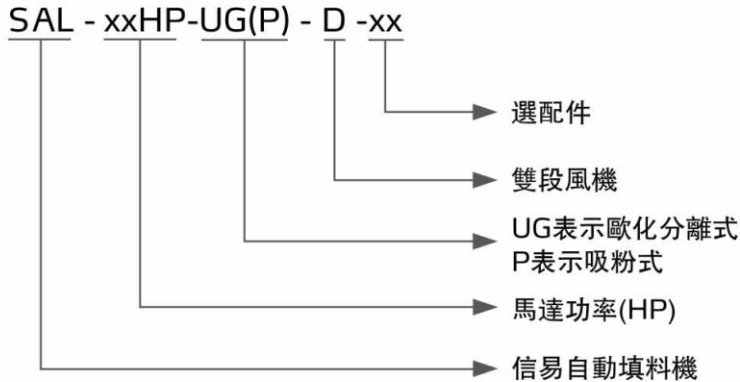 SAL - xxHP-UG(P) - D -xx
選配件
雙段風機
UG表示歐化分離式
P表示吸粉式
馬達功率(HP)
信易自動填料機